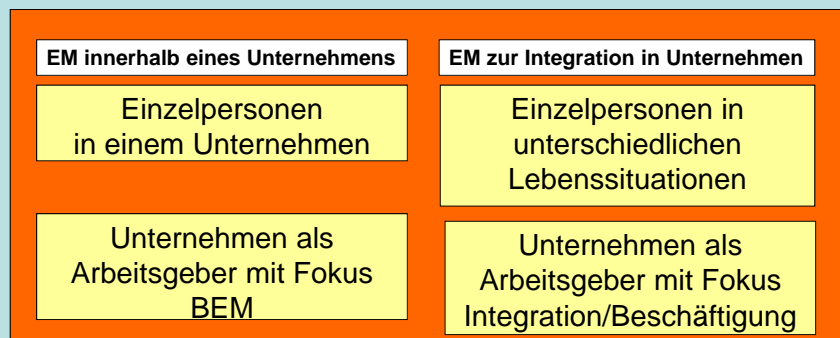 EM innerhalb eines Unternehmens
Einzelpersonen
in einem Unternehmen
Unternehmen als
Arbeitsgeber mit Fokus
BEM
EM zur Integration in Unternehmen
Einzelpersonen in
unterschiedlichen
Lebenssituationen
Unternehmen als
Arbeitsgeber mit Fokus
Integration/Beschäftigung